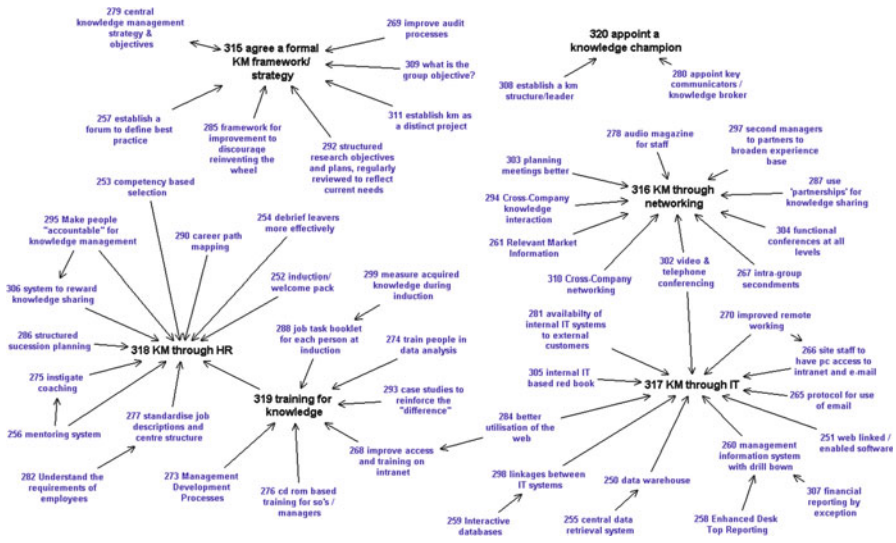 279 central
knowledge management
strategy &
objectives
269 improve audit
processes
315 agree a formal
KM framework/
strategy
309 what is the
group objective?
311 establish km as
a distinct project
257 establish a
forum to define best
practice
285 framework for
improvement to
discourage
reinventing the
wheel
292 structured
research objectives
and plans, regularly
reviewed to reflect
current needs
320 appoint a
knowledge champion
308 establish a km
structure/leader
280 appoint key
communicators /
knowledge broker
278 audio magazine
for staff
297 second managers
to partners to
broaden experience
base
303 planning
meetings better
316 KM through
networking
287 use
'partnerships' for
knowledge sharing
294 Cross-Company
knowledge
interaction
261 Relevant Market
Information
304 functional
conferences at all
levels
310 Cross-Company
networking
302 video &
telephone
conferencing
267 intra-group
secondments
253 competency based
selection
295 Make people
"accountable" for
knowledge management
290 career path
mapping
254 debrief leavers
more effectively
306 system to reward
knowledge sharing
252 induction/
welcome pack
299 measure acquired
knowledge during
induction
286 structured
sucession planning
318 KM through HR
288 job task booklet
for each person at
induction
274 train people in
data analysis
275 instigate
coaching
319 training for
knowledge
293 case studies to
reinforce the
"difference"
256 mentoring system
277 standardise job
descriptions and
centre structure
268 improve access
and training on
intranet
282 Understand the
requirements of
employees
273 Management
Development
Processes
276 cd rom based
training for so's /
managers
281 availabilty of
internal IT systems
to external
customers
270 improved remote
working
305 internal IT
based red book
317 KM through IT
266 site staff to
have pc access to
intranet and e-mail
265 protocol for use
of email
284 better
utilisation of the
web
251 web linked /
enabled software
260 management
information system
with drill bown
298 linkages between
IT systems
250 data warehouse
307 financial
reporting by
exception
259 Interactive
databases
255 central data
retrieval system
258 Enhanced Desk
Top Reporting